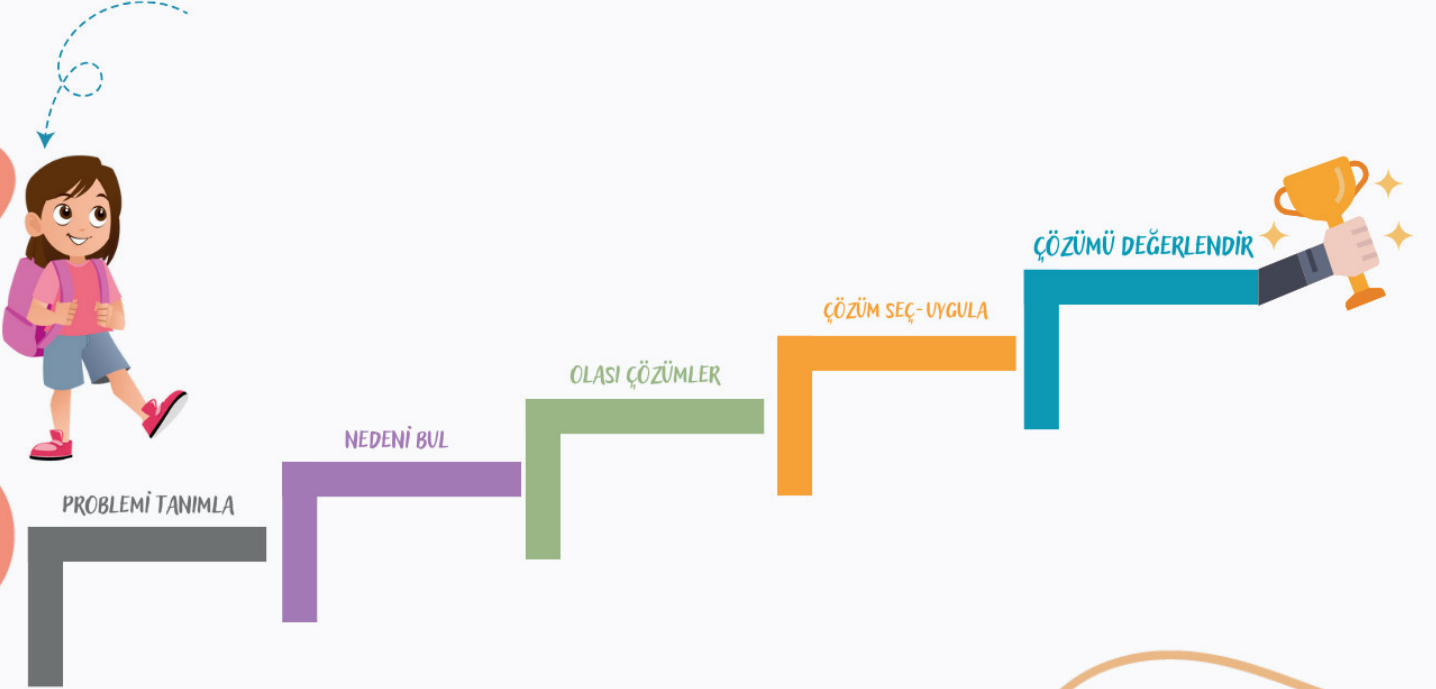 PROBLEMİ TANIMLA
NEDENİ BUL
OLASI ÇÖZÜMLER
ÇÖZÜM SEÇ-UYGULA
ÇÖZÜMÜ DEĞERLENDİR